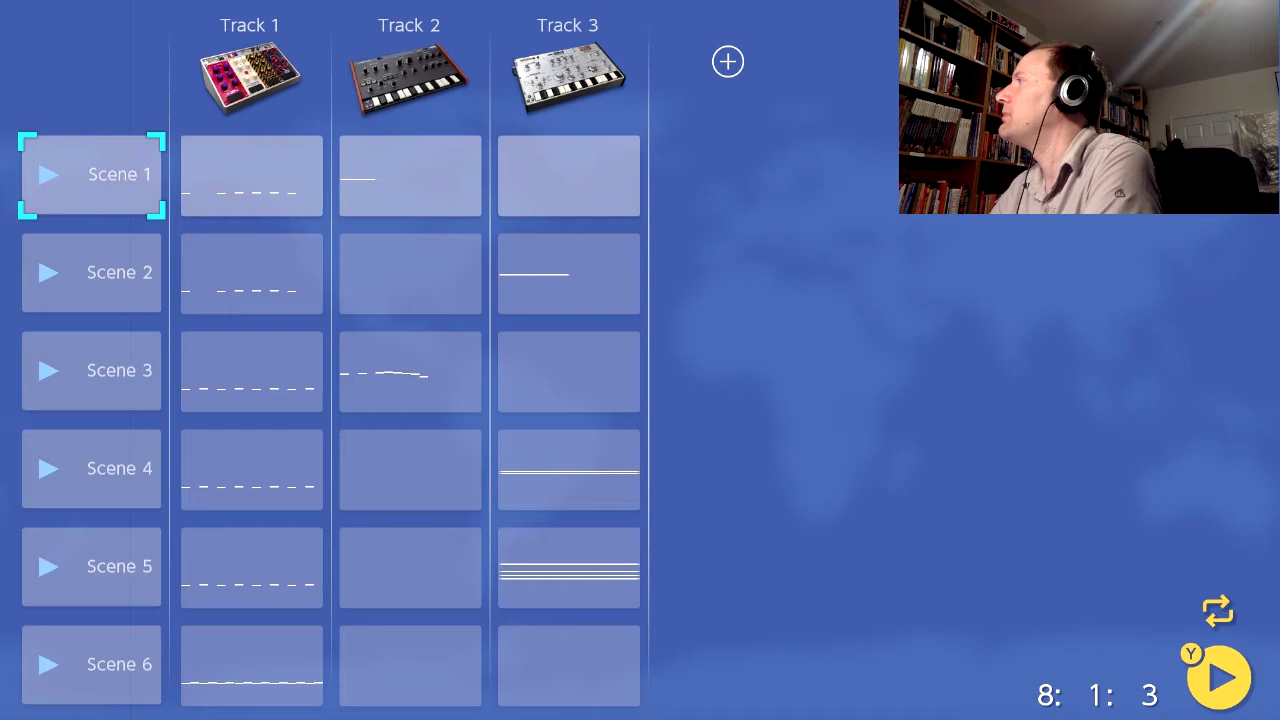 Track 1
Track 2
Track 3
Scene 1
Scene 2
Scene 3
Scene 4
Scene 5
Scene 6
Y
8: 1: 3